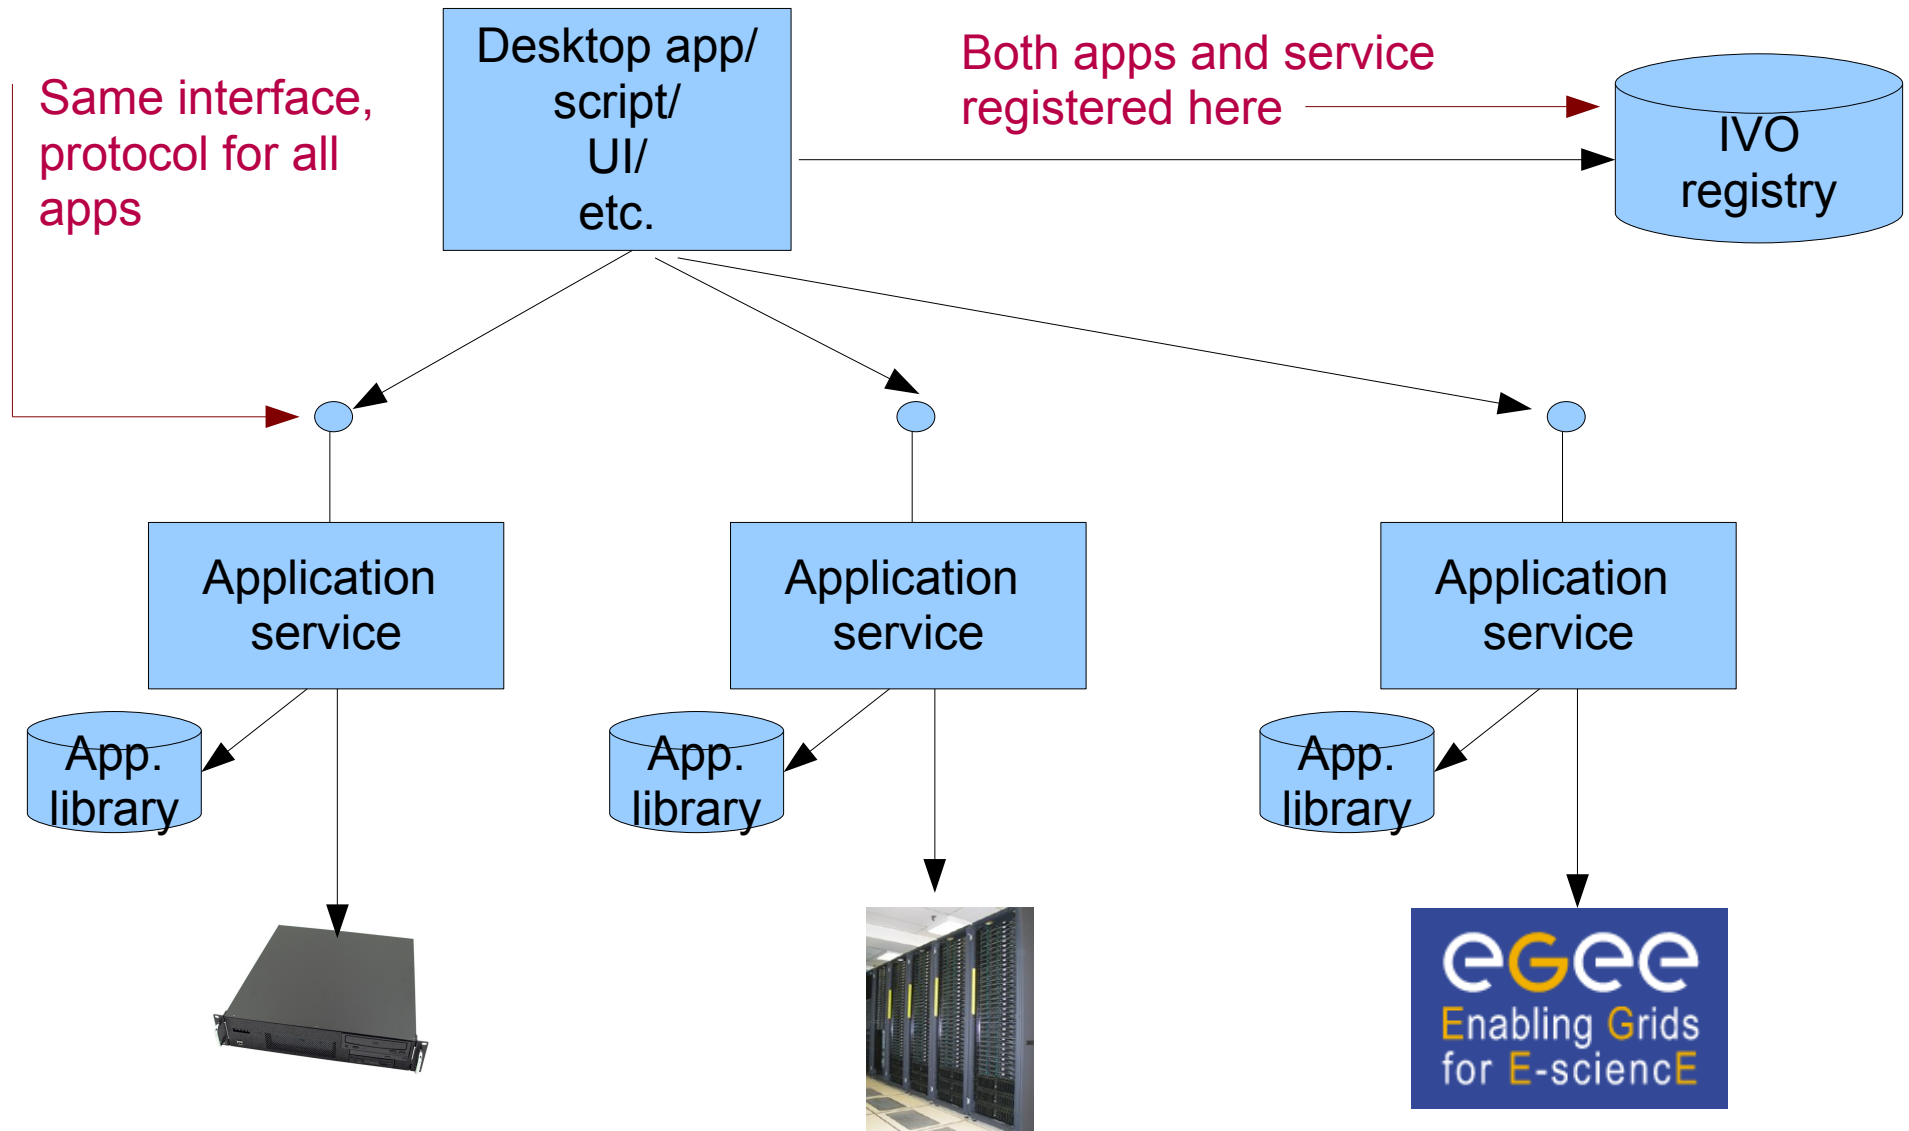 Desktop app/
script/
UI/
etc.
Same interface,
protocol for all
apps
Both apps and service
registered here
IVO
registry
Application
service
Application
service
Application
service
App.
library
App.
library
App.
library
eGee
Enabling Grids
for E-sciencE